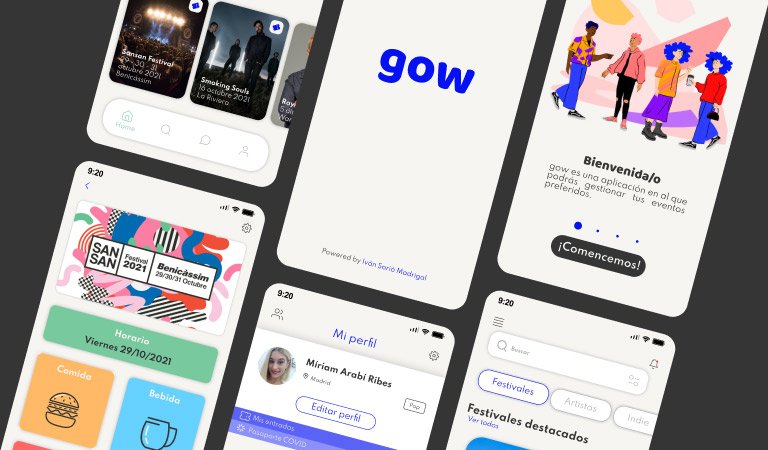 Sansan Festival
29 - 30 - 31
octubre 2021
Benicàssim
Smoking Souls
16 octubre 2021
La Riviera
Home
gow
Powered by Iván Soriò Madrigal
Bienvenida/o
gow es una aplicación en al que
podrás gestionar tus eventos
preferidos.
¡Comencemos!
9:20
SAN
SAN
Festival
2021
Benicàssim
29/30/31 Octubre
Horario
Viernes 29/10/2021
Comida
Bebida
9:20
Mi perfil
Míriam Arabí Ribes
Madrid
Pop
Editar perfil
Mis entradas
Pasaporte COVID
9:20
Buscar
Festivales
Artistas
Indie
Festivales destacados
Ver todos